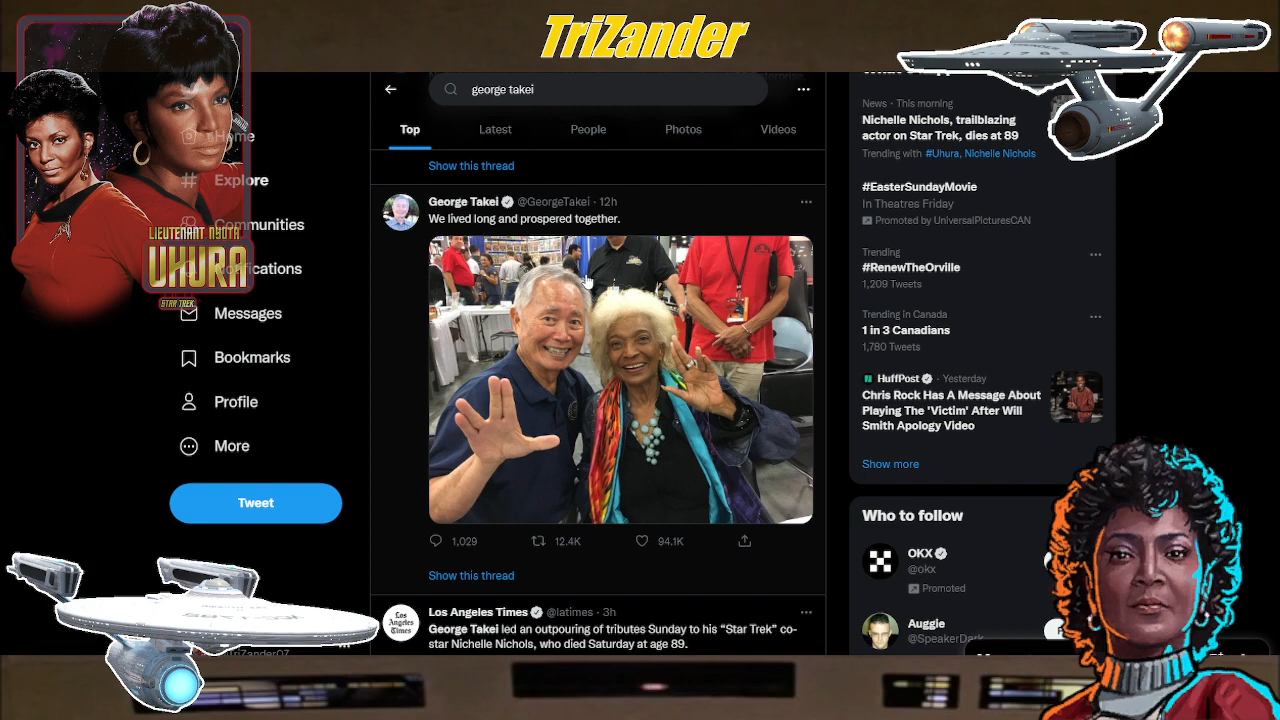 TriZander
george takei
Top
Latest
People
Photos
Videos
Home
Explore
Communities
Messages
Bookmarks
Profile
More
Tweet
LIEUTENANT NYOTA
UHURA
STAR TREK
Show this thread
George Takei @GeorgeTakei · 12h
We lived long and prospered together.
1,029
12.4K
94.1K
Show this thread
Los Angeles Times
Los Angeles Times @latimes · 3h
George Takei led an outpouring of tributes Sunday to his “Star Trek” co-
star Nichelle Nichols, who died Saturday at age 89.
News · This morning
Nichelle Nichols, trailblazing
actor on Star Trek, dies at 89
Trending with #Uhura, Nichelle Nichols
#EasterSundayMovie
In Theatres Friday
Promoted by UniversalPicturesCAN
Trending
#RenewTheOrville
1,209 Tweets
Trending in Canada
1 in 3 Canadians
1,780 Tweets
HuffPost · Yesterday
Chris Rock Has A Message About
Playing The 'Victim' After Will
Smith Apology Video
Show more
Who to follow
OKX
@okx
Promoted
Auggie
@SpeakerDark